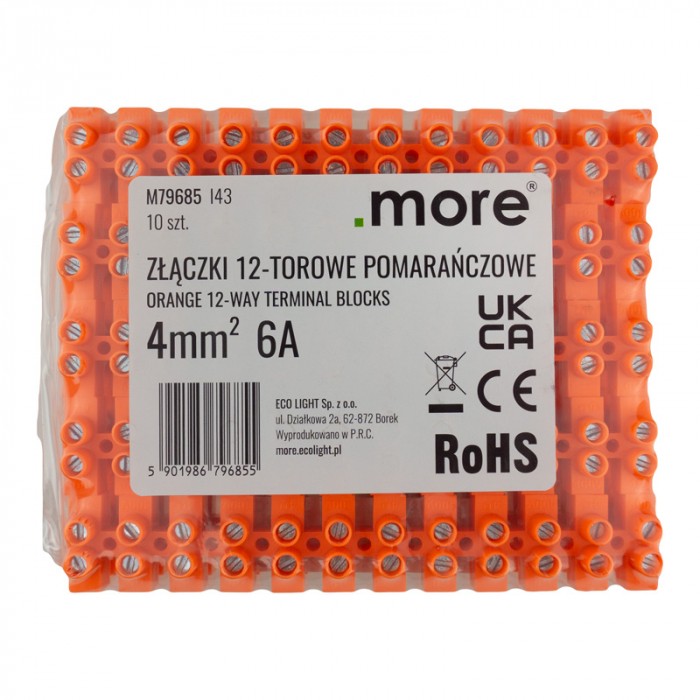 M79685 I43
10 szt.
.more®
ZŁĄCZKI 12-TOROWE POMARAŃCZOWE
ORANGE 12-WAY TERMINAL BLOCKS
4mm² 6A
UK
CA
CE
ECO LIGHT Sp. z o.o.
ul. Działkowa 2a, 62-872 Borek
Wyprodukowano w P.R.C.
more.ecolight.pl
RoHS
5 901986 796855